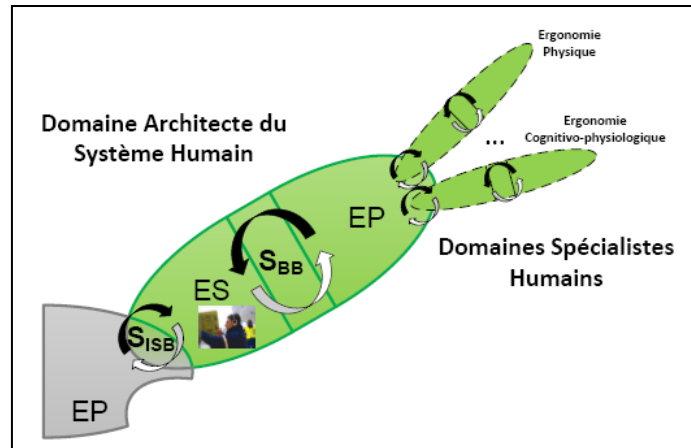 Ergonomie
Physique
Domaine Architecte du
Système Humain
...
Ergonomie
Cognitivo-physiologique
EP
Domaines Spécialistes
Humains
SBB
ES
SISB
EP